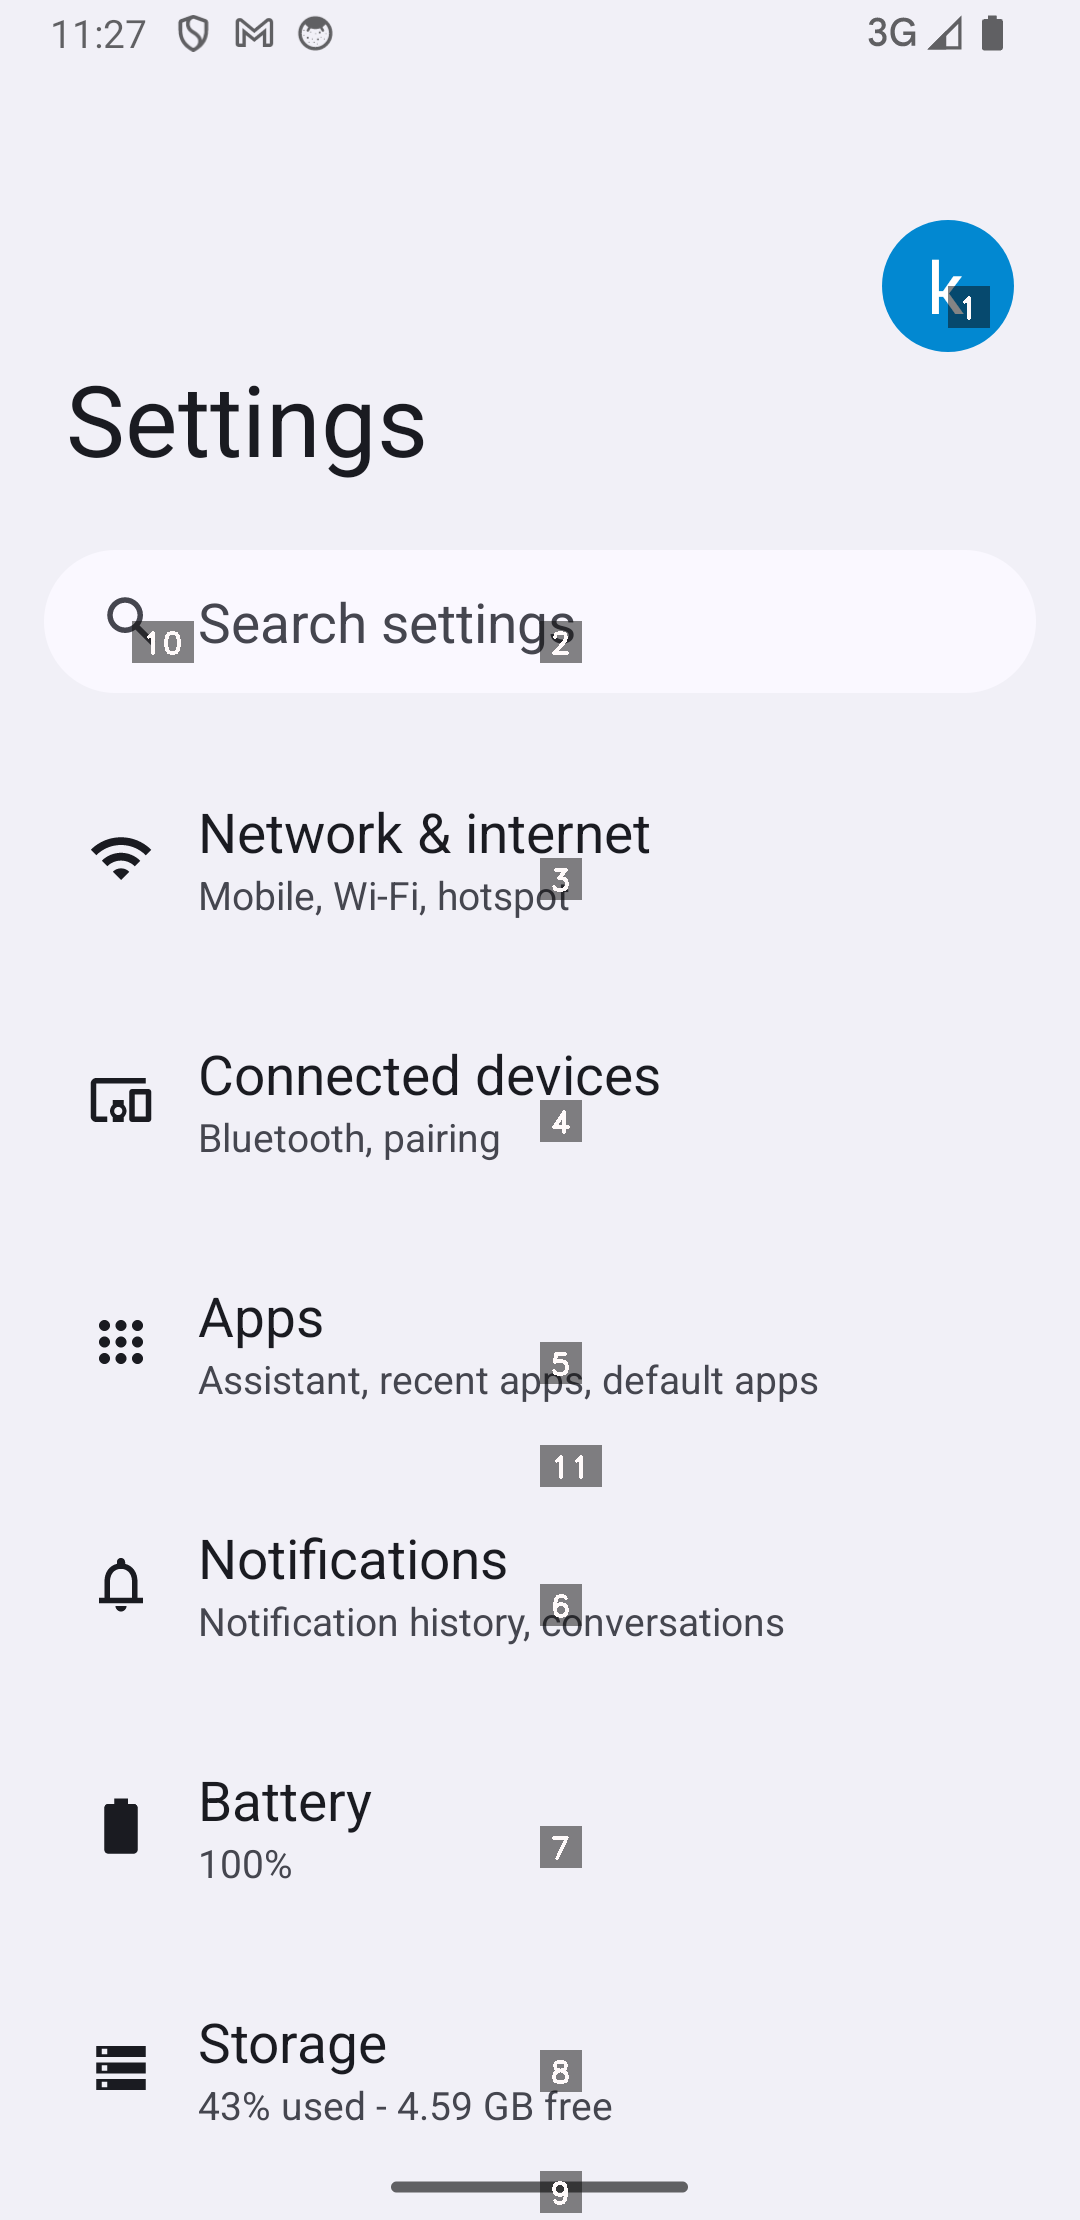 11:27
3G
k
1
Settings
Search settings
10
2
Network & internet
3
Mobile, Wi-Fi, hotspot
Connected devices
4
Bluetooth, pairing
Apps
5
Assistant, recent apps, default apps
11
Notifications
6
Notification history, conversations
Battery
7
100%
Storage
8
43% used - 4.59 GB free
9